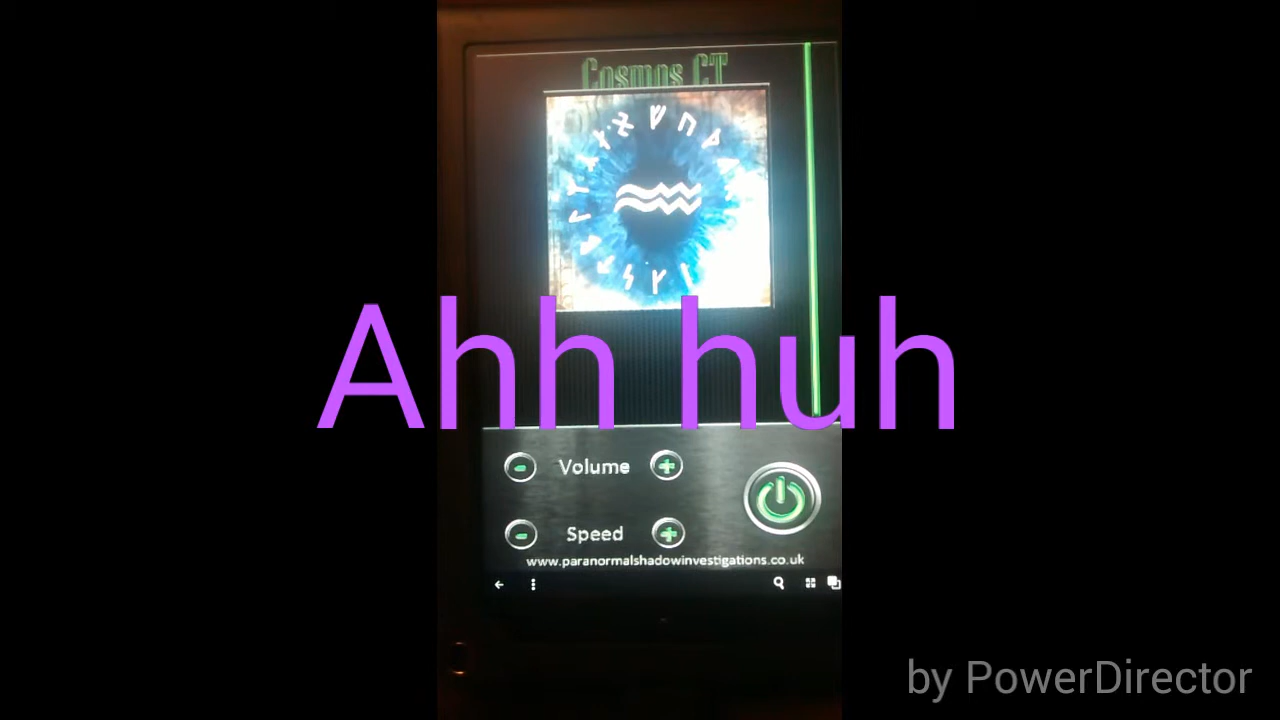 Cosmos CT
Ahh huh
- Volume +
- Speed +
www.paranormalshadowinvestigations.co.uk
by PowerDirector